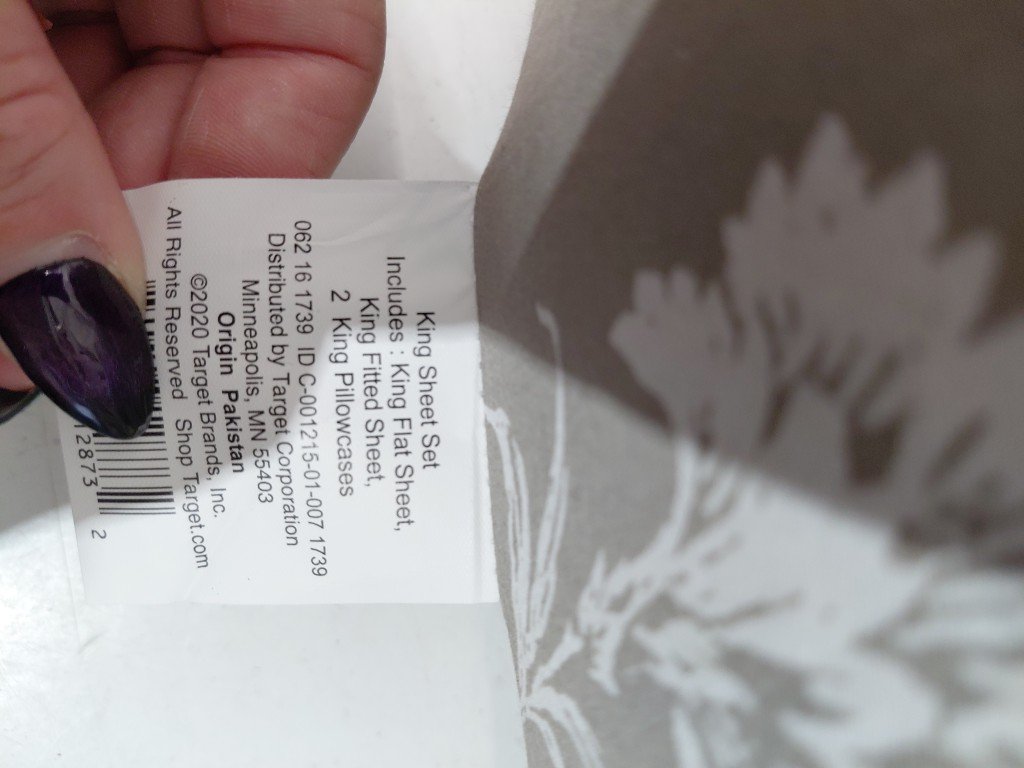 King Sheet Set
Includes : King Flat Sheet,
King Fitted Sheet,
2 King Pillowcases
062 16 1739 ID C-001215-01-007 1739
Distributed by Target Corporation
Minneapolis, MN 55403
Origin Pakistan
©2020 Target Brands, Inc.
All Rights Reserved Shop Target.com
12873 2